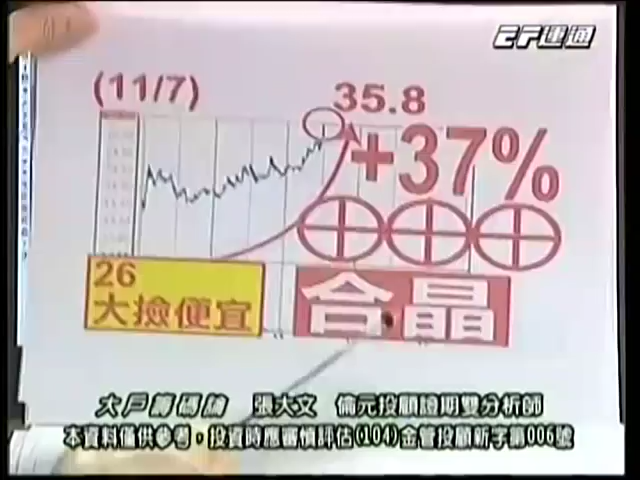 EF運通
(11/7)
35.8
+37%
26
大撿便宜
合晶
大戶籌碼論 張大文 倫元投顧證期雙分析師
本資料僅供參考,投資時應審慎評估(104)金管投顧新字第006號